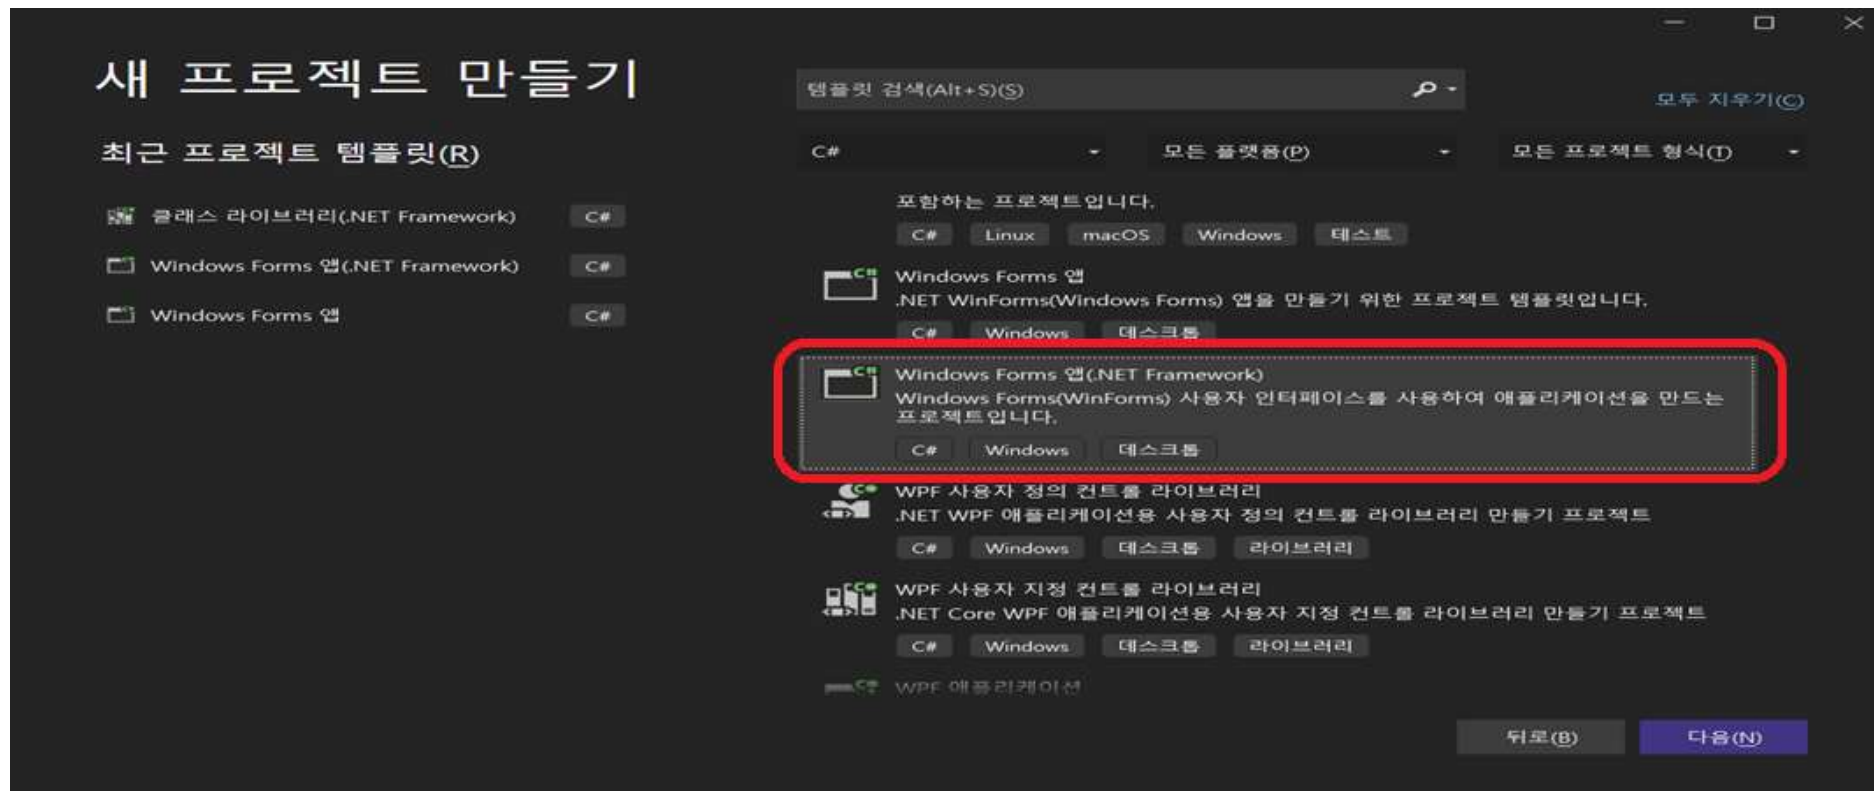 새 프로젝트 만들기
템플릿 검색(Alt+S)(S)
모두 지우기(C)
최근 프로젝트 템플릿(R)
C#
모든 플랫폼(P)
모든 프로젝트 형식(T)
클래스 라이브러리(.NET Framework) C#
Windows Forms 앱(.NET Framework) C#
Windows Forms 앱 C#
포함하는 프로젝트입니다.
C# Linux macOS Windows 테스트
Windows Forms 앱
.NET WinForms(Windows Forms) 앱을 만들기 위한 프로젝트 템플릿입니다.
C# Windows 데스크톱
Windows Forms 앱(.NET Framework)
Windows Forms(WinForms) 사용자 인터페이스를 사용하여 애플리케이션을 만드는
프로젝트입니다.
C# Windows 데스크톱
WPF 사용자 정의 컨트롤 라이브러리
.NET WPF 애플리케이션용 사용자 정의 컨트롤 라이브러리 만들기 프로젝트
C# Windows 데스크톱 라이브러리
WPF 사용자 지정 컨트롤 라이브러리
.NET Core WPF 애플리케이션용 사용자 지정 컨트롤 라이브러리 만들기 프로젝트
C# Windows 데스크톱 라이브러리
WPF 애플리케이션
뒤로(B)
다음(N)